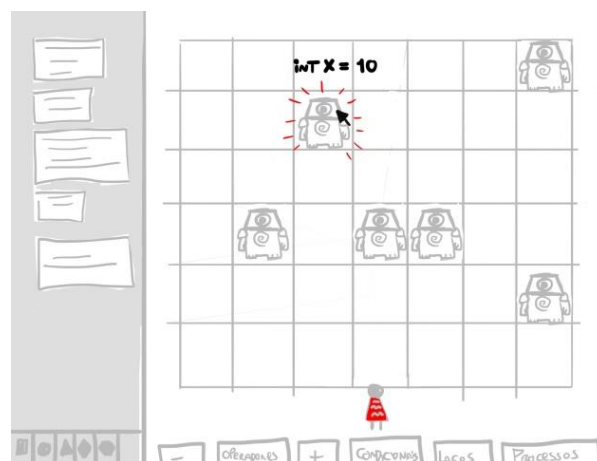 int X = 10
-
OPERADORES
+
CONDICIONAIS
LAÇOS
PROCESSOS